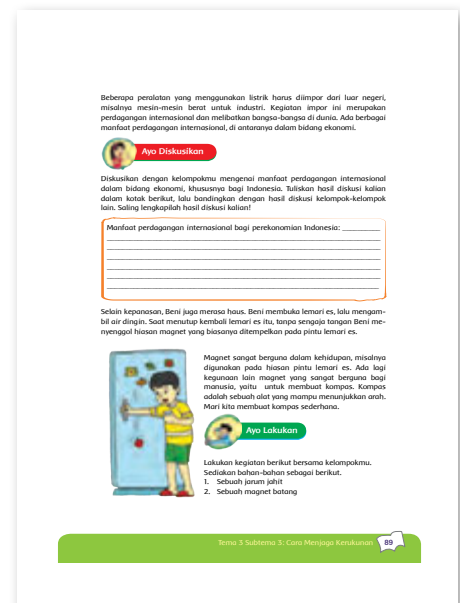 Beberapa peralatan yang menggunakan listrik harus diimpor dari luar negeri,
misalnya mesin-mesin berat untuk industri. Kegiatan impor ini merupakan
perdagangan internasional dan melibatkan bangsa-bangsa di dunia. Ada berbagai
manfaat perdagangan internasional, di antaranya dalam bidang ekonomi.
Ayo Diskusikan
Diskusikan dengan kelompokmu mengenai manfaat perdagangan internasional
dalam bidang ekonomi, khususnya bagi Indonesia. Tuliskan hasil diskusi kalian
dalam kotak berikut, lalu bandingkan dengan hasil diskusi kelompok-kelompok
lain. Saling lengkapilah hasil diskusi kalian!
Manfaat perdagangan internasional bagi perekonomian Indonesia:
Selain kepanasan, Beni juga merasa haus. Beni membuka lemari es, lalu mengam-
bil air dingin. Saat menutup kembali lemari es itu, tanpa sengaja tangan Beni me-
nyenggol hiasan magnet yang biasanya ditempelkan pada pintu lemari es.
Magnet sangat berguna dalam kehidupan, misalnya
digunakan pada hiasan pintu lemari es. Ada lagi
kegunaan lain magnet yang sangat berguna bagi
manusia, yaitu untuk membuat kompas. Kompas
adalah sebuah alat yang mampu menunjukkan arah.
Mari kita membuat kompas sederhana.
Ayo Lakukan
Lakukan kegiatan berikut bersama kelompokmu.
Sediakan bahan-bahan sebagai berikut.
1. Sebuah jarum jahit
2. Sebuah magnet batang
Tema 3 Subtema 3: Cara Menjaga Kerukunan 89